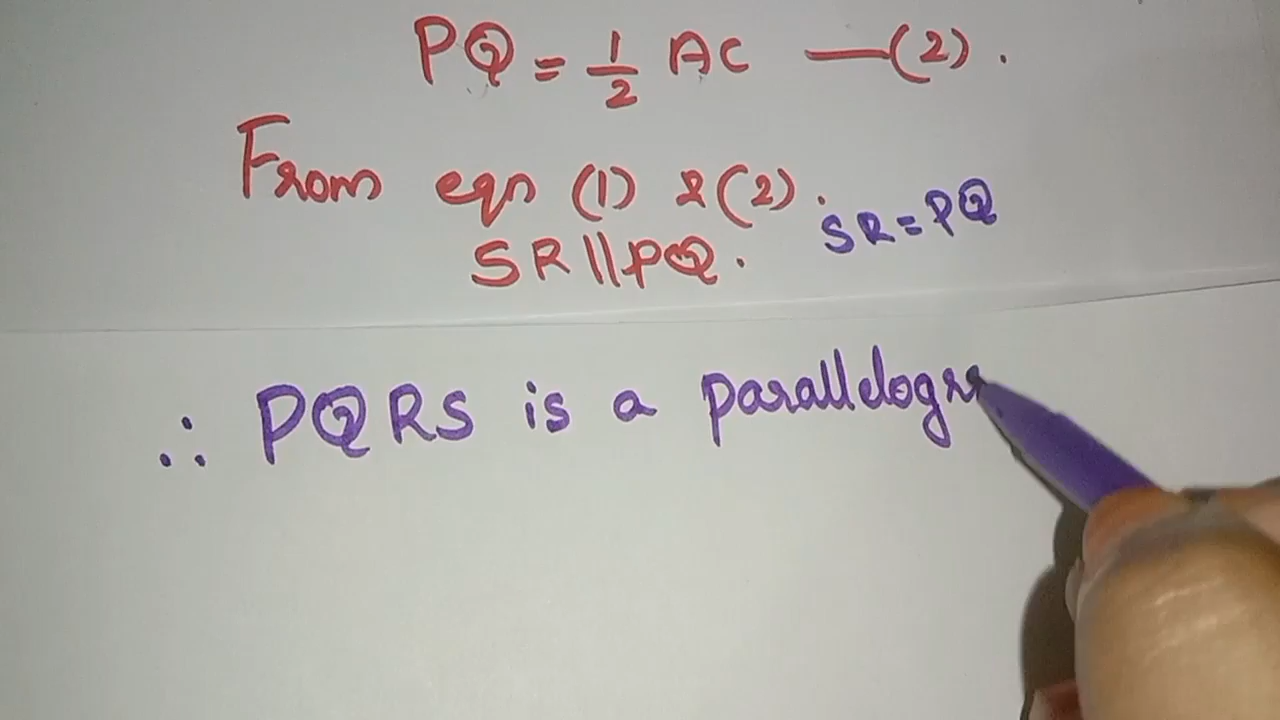 PQ = 1/2 AC —(2).
From eqn (1) & (2).
SR || PQ. SR = PQ
∴ PQRS is a parallelogr